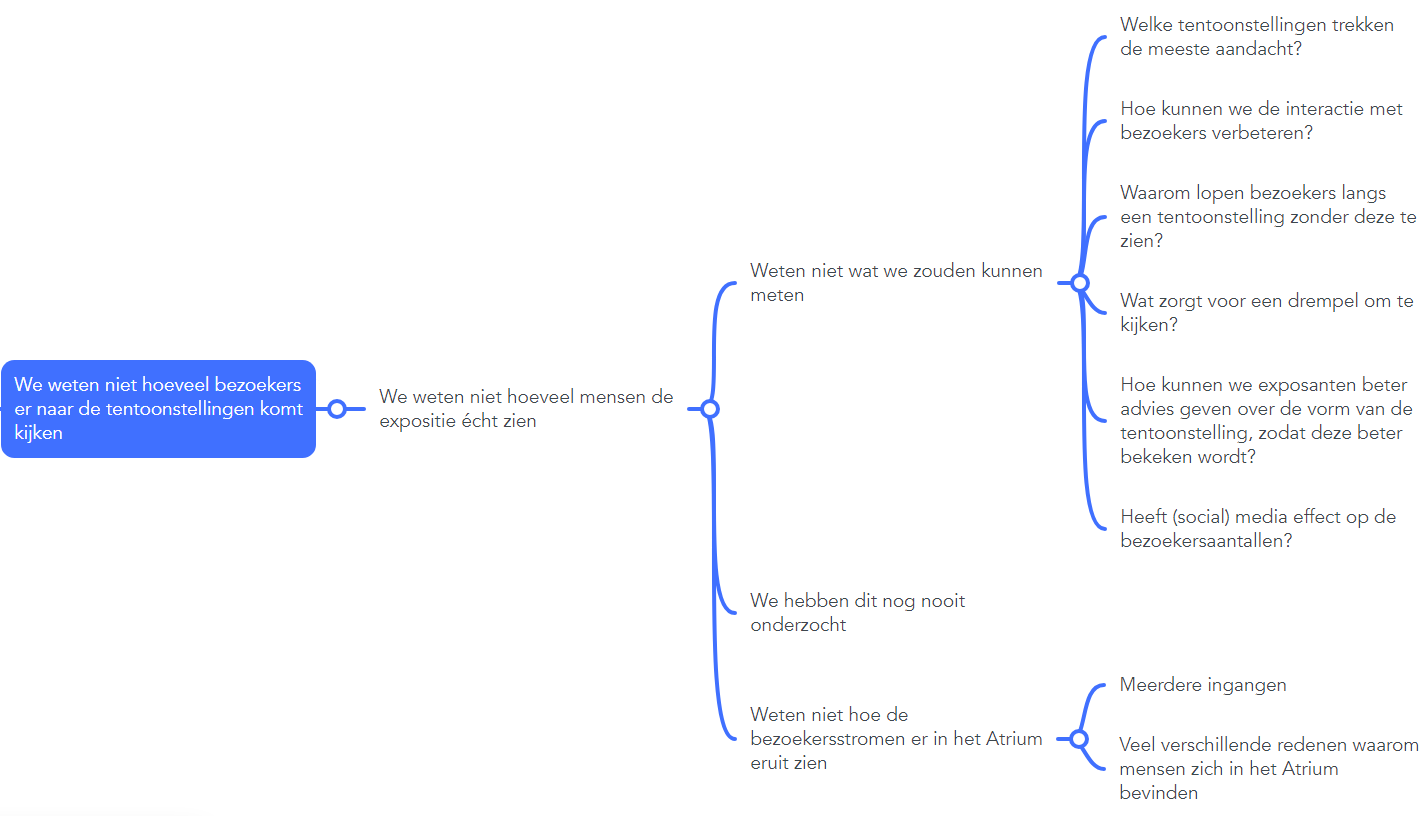 We weten niet hoeveel bezoekers
er naar de tentoonstellingen komt
kijken
We weten niet hoeveel mensen de
expositie écht zien
Weten niet wat we zouden kunnen
meten
Welke tentoonstellingen trekken
de meeste aandacht?
Hoe kunnen we de interactie met
bezoekers verbeteren?
Waarom lopen bezoekers langs
een tentoonstelling zonder deze te
zien?
Wat zorgt voor een drempel om te
kijken?
Hoe kunnen we exposanten beter
advies geven over de vorm van de
tentoonstelling, zodat deze beter
bekeken wordt?
Heeft (social) media effect op de
bezoekersaantallen?
We hebben dit nog nooit
onderzocht
Weten niet hoe de
bezoekersstromen er in het Atrium
eruit zien
Meerdere ingangen
Veel verschillende redenen waarom
mensen zich in het Atrium
bevinden